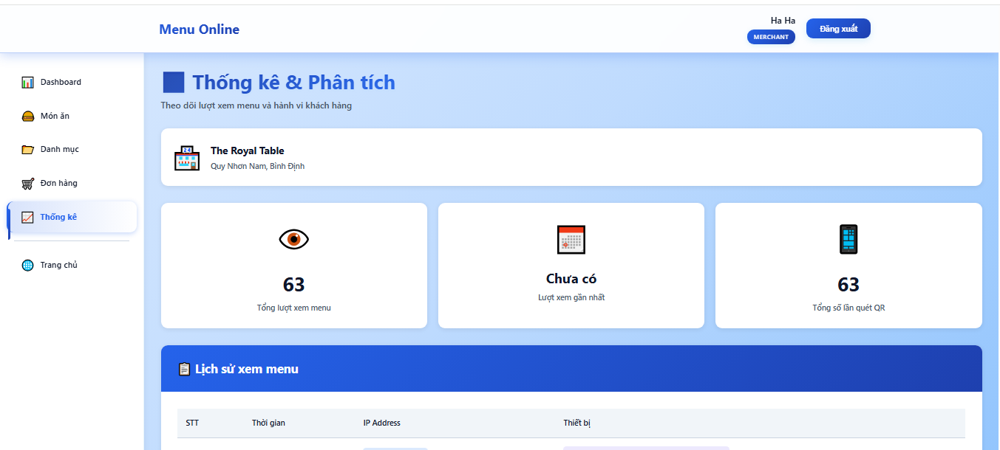 Menu Online
Ha Ha
MERCHANT
Đăng xuất
Dashboard
Món ăn
Danh mục
Đơn hàng
Thống kê
Trang chủ
Thống kê & Phân tích
Theo dõi lượt xem menu và hành vi khách hàng
24
The Royal Table
Quy Nhơn Nam, Bình Định
63
Tổng lượt xem menu
Chưa có
Lượt xem gần nhất
63
Tổng số lần quét QR
Lịch sử xem menu
STT Thời gian IP Address Thiết bị